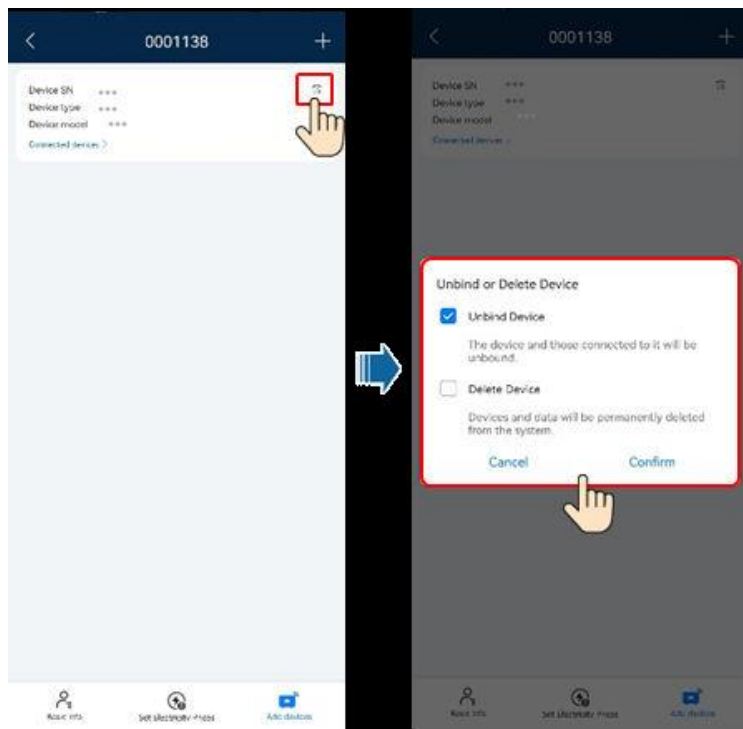 0001138
Device SN ***
Device type ***
Device model ***
Connected devices >
Basic info
Set Electricity Prices
Add devices
0001138
Device SN ***
Device type ***
Device model ***
Connected devices >
Unbind or Delete Device
Unbind Device
The device and those connected to it will be
unbound.
Delete Device
Devices and data will be permanently deleted
from the system.
Cancel Confirm
Basic info
Set Electricity Prices
Add devices